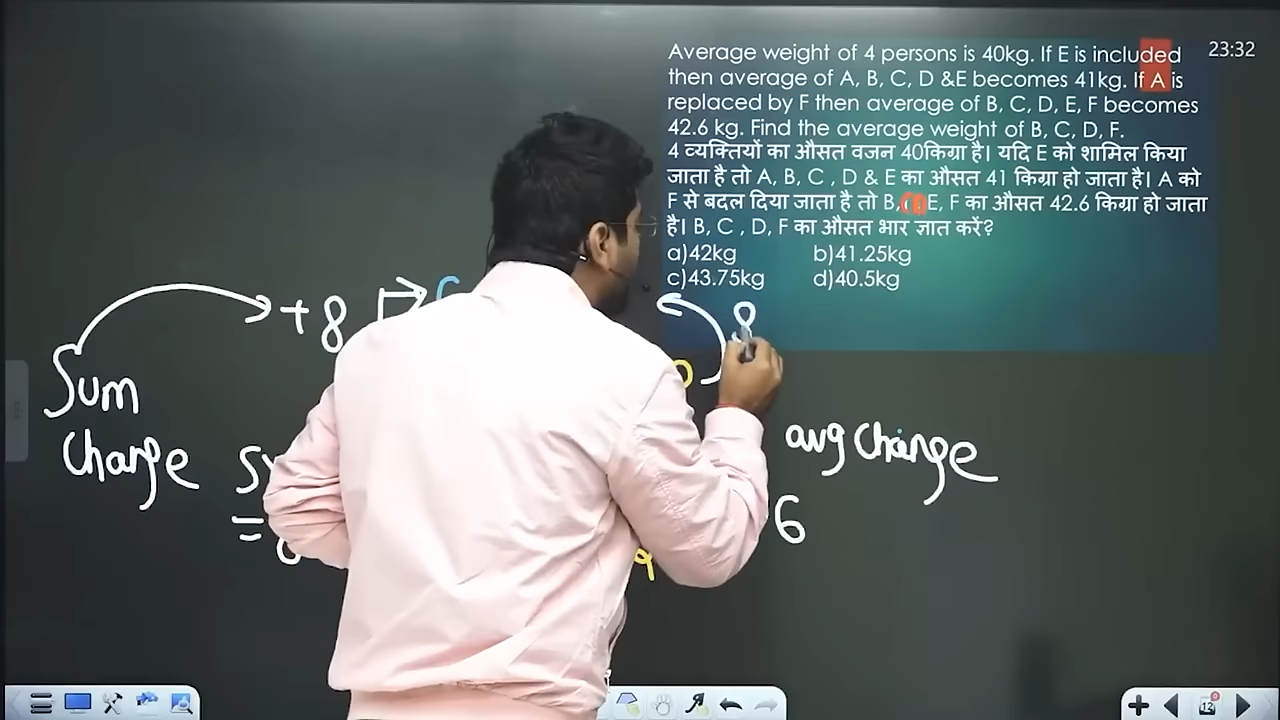 Average weight of 4 persons is 40kg. If E is included
23:32
then average of A, B, C, D &E becomes 41kg. If A is
replaced by F then average of B, C, D, E, F becomes
42.6 kg. Find the average weight of B, C, D, F.
4 व्यक्तियों का औसत वजन 40किग्रा है। यदि E को शामिल किया
जाता है तो A, B, C , D & E का औसत 41 किग्रा हो जाता है। A को
F से बदल दिया जाता है तो B, E, F का औसत 42.6 किग्रा हो जाता
है। B, C , D, F का औसत भार ज्ञात करें?
a)42kg b)41.25kg
c)43.75kg d)40.5kg
+8
8
Sum
Change
avg Change
6
12